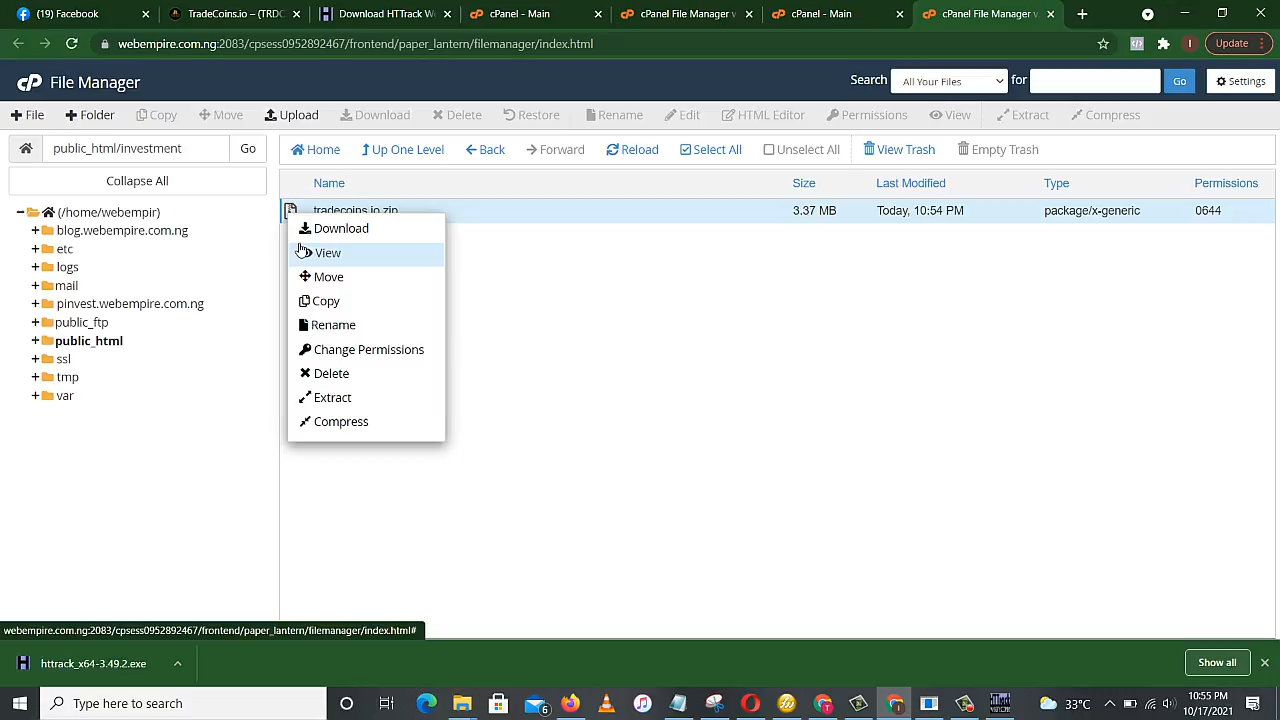 (20) Facebook
TradeCoins.io – (TRDC
Download HTTrack We
cPanel - Main
cPanel File Manager v
cPanel - Main
cPanel File Manager v
webempire.com.ng:2083/cpsess0952892467/frontend/paper_lantern/filemanager/index.html
I
Update
cP File Manager
Search
All Your Files
for
Go
Settings
File
Folder
Copy
Move
Upload
Download
Delete
Restore
Rename
Edit
HTML Editor
Permissions
View
Extract
Compress
public_html/investment
Go
Home
Up One Level
Back
Forward
Reload
Select All
Unselect All
View Trash
Empty Trash
Collapse All
Name
Size
Last Modified
Type
Permissions
tradecoins.io.zip
3.37 MB
Today, 10:54 PM
package/x-generic
0644
(/home/webempir)
blog.webempire.com.ng
etc
logs
mail
pinvest.webempire.com.ng
public_ftp
public_html
ssl
tmp
var
Download
View
Move
Copy
Rename
Change Permissions
Delete
Extract
Compress
webempire.com.ng:2083/cpsess0952892467/frontend/paper_lantern/filemanager/index.html#
httrack_x64-3.49.2.exe
Show all
Type here to search
6
33°C
10:55 PM
10/17/2021